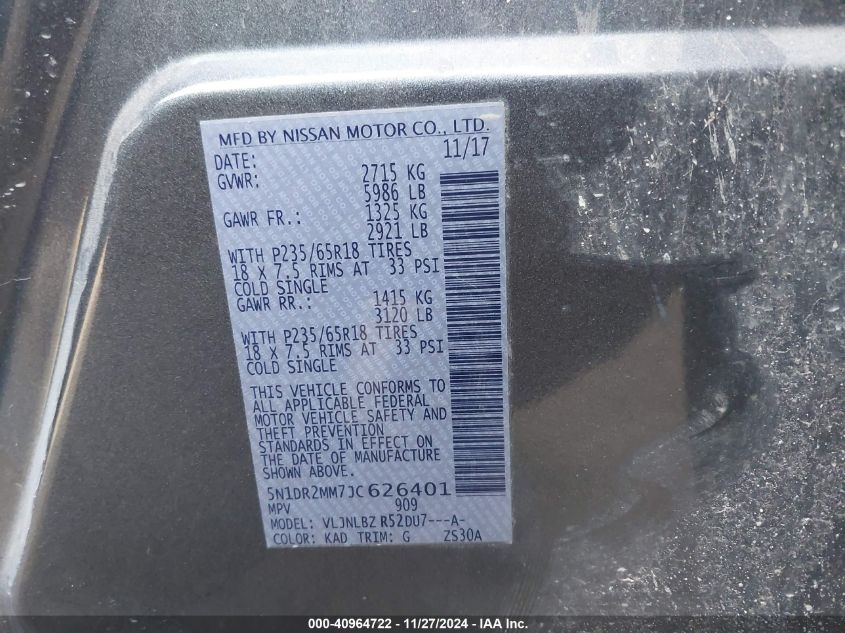 MFD BY NISSAN MOTOR CO., LTD.
DATE: 11/17
GVWR: 2715 KG
5986 LB
GAWR FR.: 1325 KG
2921 LB
WITH P235/65R18 TIRES
18 X 7.5 RIMS AT 33 PSI
COLD SINGLE
GAWR RR.: 1415 KG
3120 LB
WITH P235/65R18 TIRES
18 X 7.5 RIMS AT 33 PSI
COLD SINGLE
THIS VEHICLE CONFORMS TO
ALL APPLICABLE FEDERAL
MOTOR VEHICLE SAFETY AND
THEFT PREVENTION
STANDARDS IN EFFECT ON
THE DATE OF MANUFACTURE
SHOWN ABOVE.
5N1DR2MM7JC626401
MPV 909
MODEL: VLJNLBZ R52DU7---A-
COLOR: KAD TRIM: G ZS30A
000-40964722 - 11/27/2024 - IAA Inc.